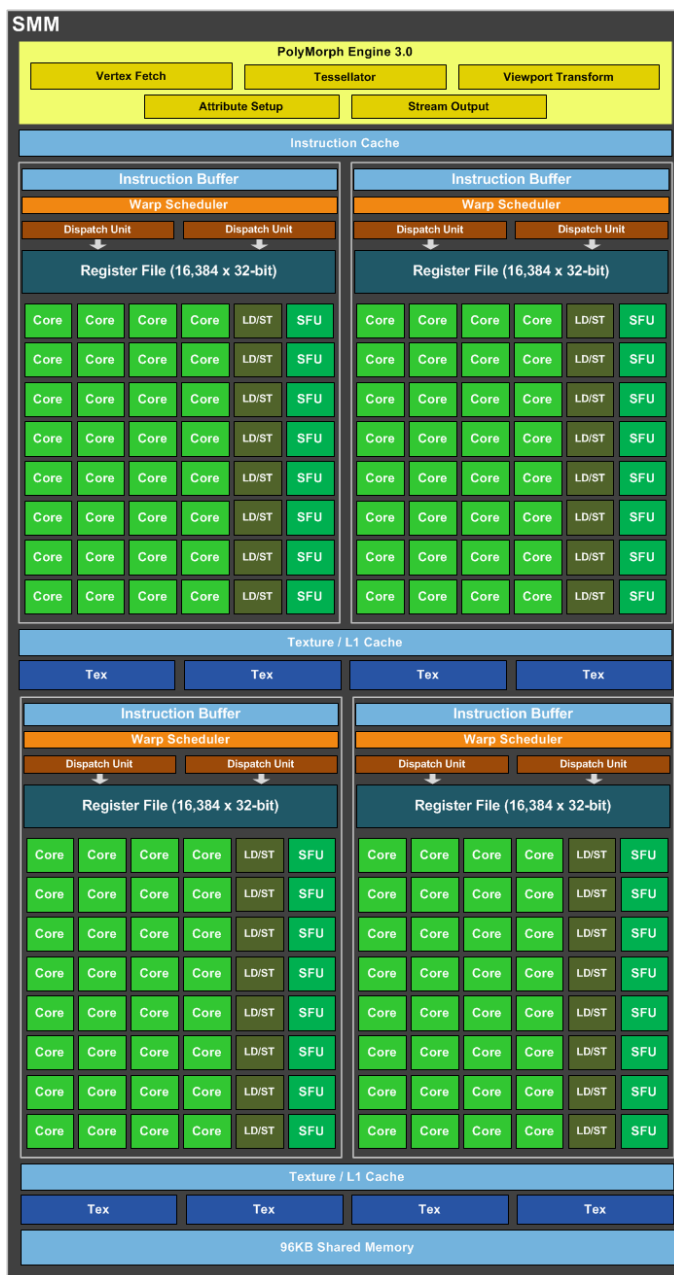 SMM
PolyMorph Engine 3.0
Vertex Fetch Tessellator Viewport Transform
Attribute Setup Stream Output
Instruction Cache
Instruction Buffer Instruction Buffer
Warp Scheduler Warp Scheduler
Dispatch Unit Dispatch Unit Dispatch Unit Dispatch Unit
Register File (16,384 x 32-bit) Register File (16,384 x 32-bit)
Core Core Core Core LD/ST SFU Core Core Core Core LD/ST SFU
Core Core Core Core LD/ST SFU Core Core Core Core LD/ST SFU
Core Core Core Core LD/ST SFU Core Core Core Core LD/ST SFU
Core Core Core Core LD/ST SFU Core Core Core Core LD/ST SFU
Core Core Core Core LD/ST SFU Core Core Core Core LD/ST SFU
Core Core Core Core LD/ST SFU Core Core Core Core LD/ST SFU
Core Core Core Core LD/ST SFU Core Core Core Core LD/ST SFU
Core Core Core Core LD/ST SFU Core Core Core Core LD/ST SFU
Texture / L1 Cache
Tex Tex Tex Tex
Instruction Buffer Instruction Buffer
Warp Scheduler Warp Scheduler
Dispatch Unit Dispatch Unit Dispatch Unit Dispatch Unit
Register File (16,384 x 32-bit) Register File (16,384 x 32-bit)
Core Core Core Core LD/ST SFU Core Core Core Core LD/ST SFU
Core Core Core Core LD/ST SFU Core Core Core Core LD/ST SFU
Core Core Core Core LD/ST SFU Core Core Core Core LD/ST SFU
Core Core Core Core LD/ST SFU Core Core Core Core LD/ST SFU
Core Core Core Core LD/ST SFU Core Core Core Core LD/ST SFU
Core Core Core Core LD/ST SFU Core Core Core Core LD/ST SFU
Core Core Core Core LD/ST SFU Core Core Core Core LD/ST SFU
Core Core Core Core LD/ST SFU Core Core Core Core LD/ST SFU
Texture / L1 Cache
Tex Tex Tex Tex
96KB Shared Memory